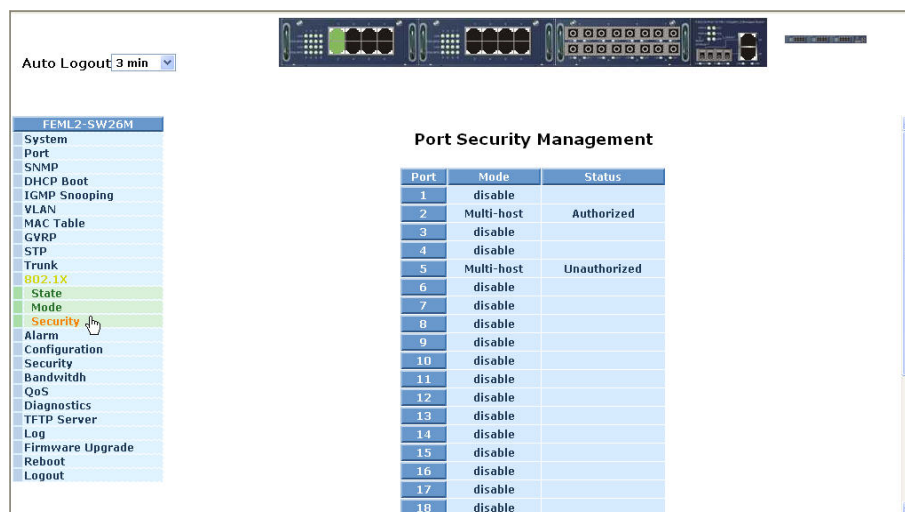 Auto Logout 3 min
FEML2-SW26M
System
Port
SNMP
DHCP Boot
IGMP Snooping
VLAN
MAC Table
GVRP
STP
Trunk
802.1X
State
Mode
Security
Alarm
Configuration
Security
Bandwitdh
QoS
Diagnostics
TFTP Server
Log
Firmware Upgrade
Reboot
Logout
Port Security Management
Port Mode Status
1 disable
2 Multi-host Authorized
3 disable
4 disable
5 Multi-host Unauthorized
6 disable
7 disable
8 disable
9 disable
10 disable
11 disable
12 disable
13 disable
14 disable
15 disable
16 disable
17 disable
18 disable